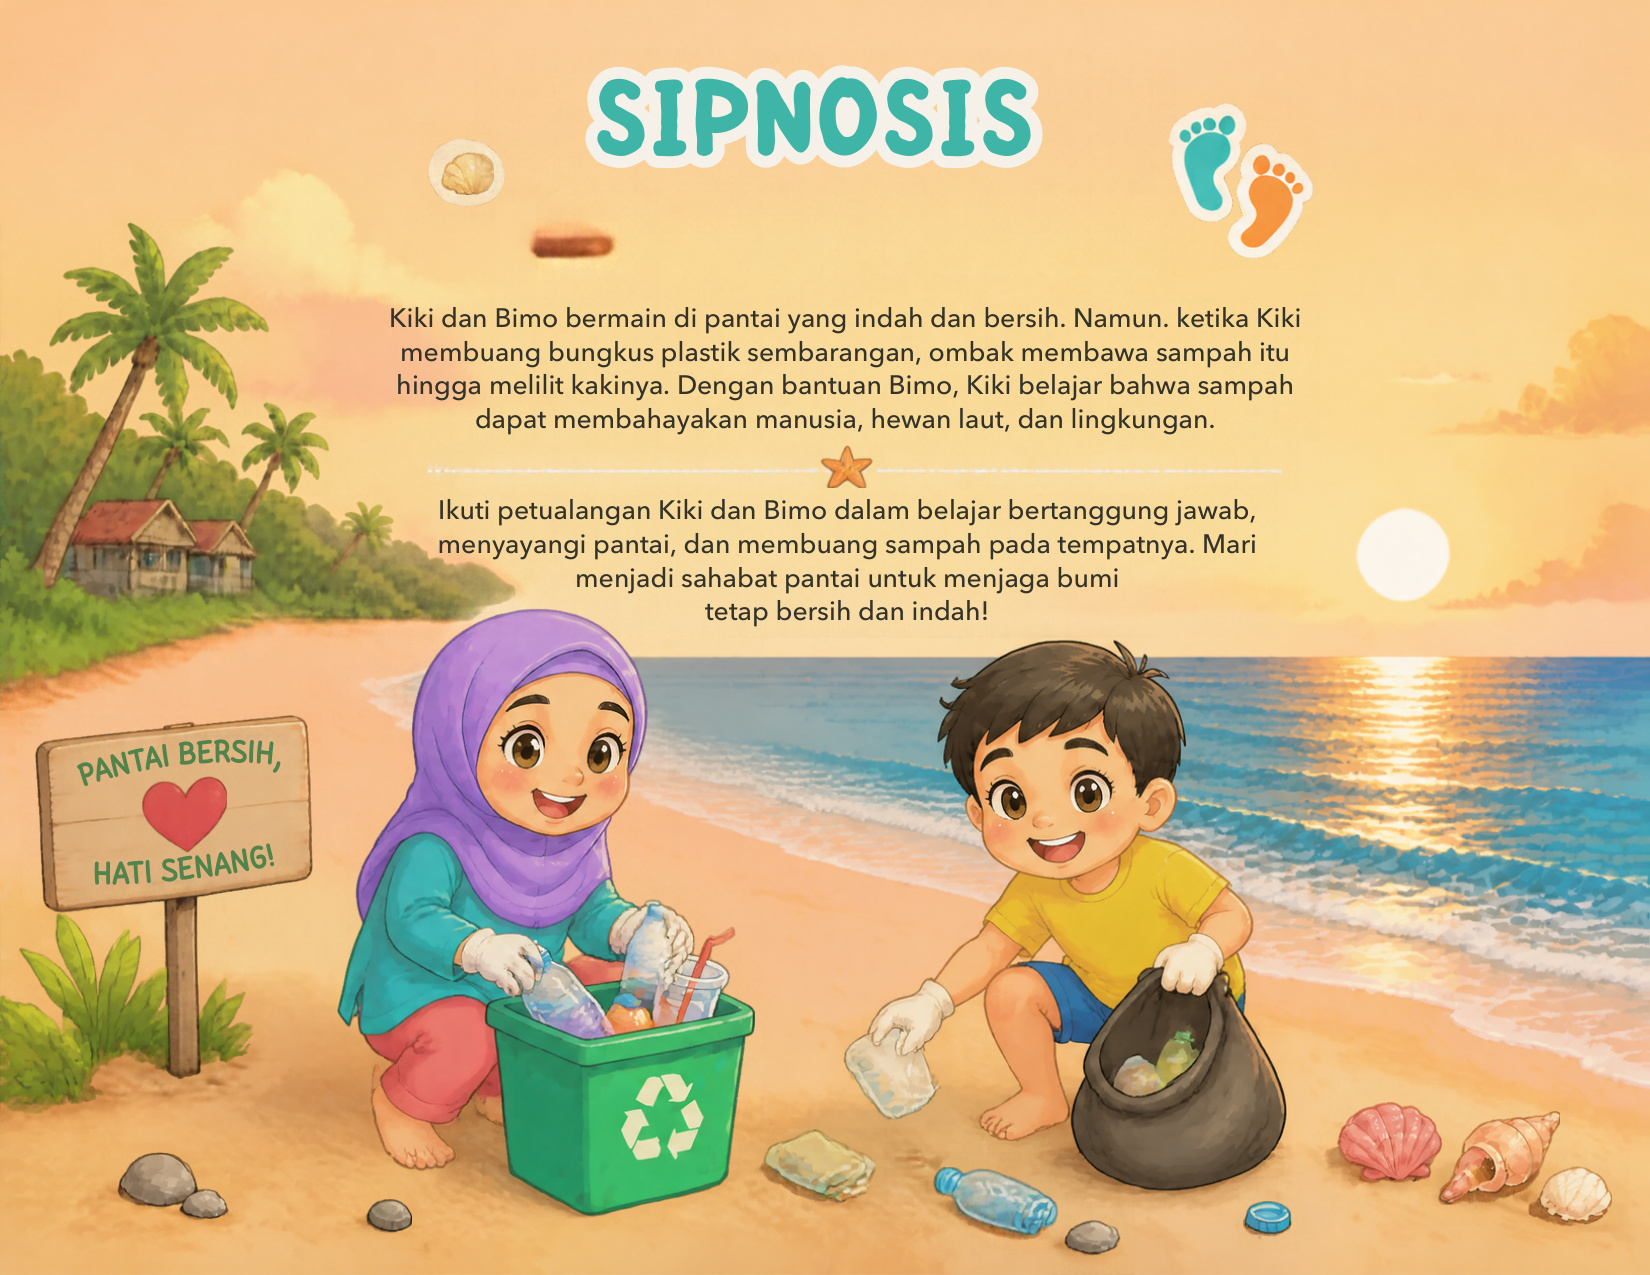 SIPNOSIS
Kiki dan Bimo bermain di pantai yang indah dan bersih. Namun. ketika Kiki
membuang bungkus plastik sembarangan, ombak membawa sampah itu
hingga melilit kakinya. Dengan bantuan Bimo, Kiki belajar bahwa sampah
dapat membahayakan manusia, hewan laut, dan lingkungan.
Ikuti petualangan Kiki dan Bimo dalam belajar bertanggung jawab,
menyayangi pantai, dan membuang sampah pada tempatnya. Mari
menjadi sahabat pantai untuk menjaga bumi
tetap bersih dan indah!
PANTAI BERSIH,
HATI SENANG!